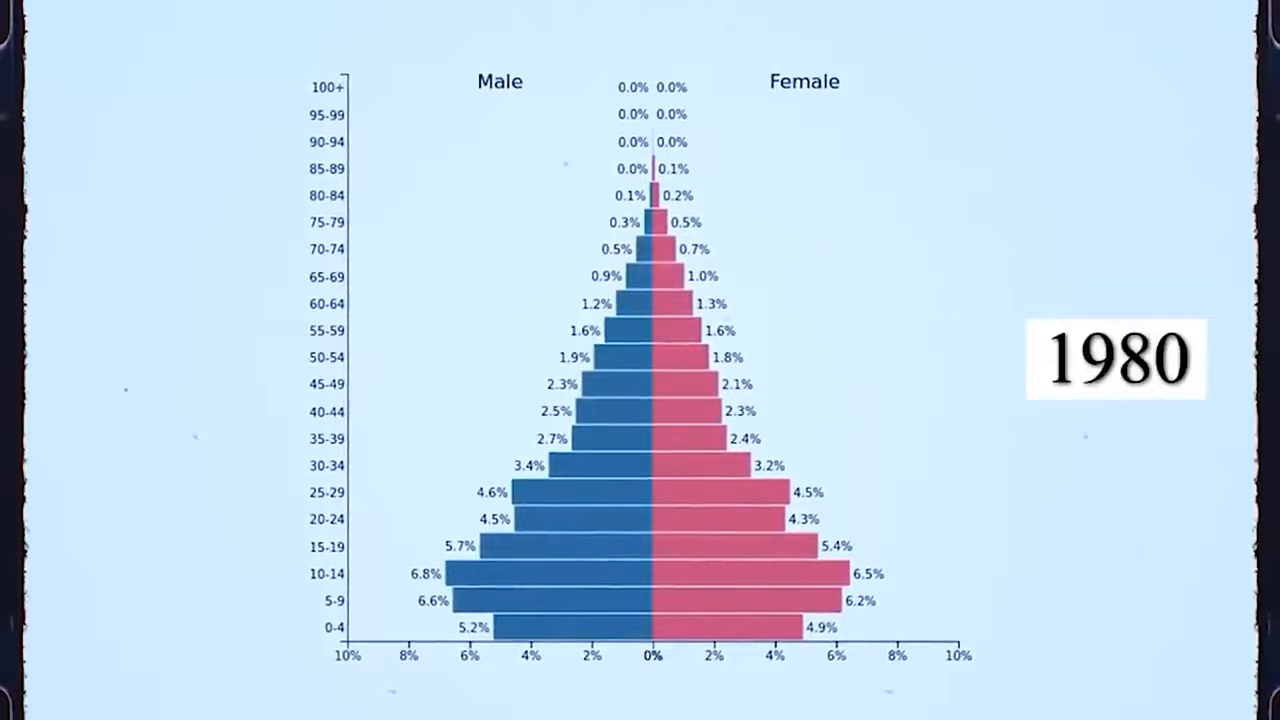 Male Female
100+ 0.0% 0.0%
95-99 0.0% 0.0%
90-94 0.0% 0.0%
85-89 0.0% 0.1%
80-84 0.1% 0.2%
75-79 0.3% 0.5%
70-74 0.5% 0.7%
65-69 0.9% 1.0%
60-64 1.2% 1.3%
55-59 1.6% 1.6%
50-54 1.9% 1.8%
45-49 2.3% 2.1%
40-44 2.5% 2.3%
35-39 2.7% 2.4%
30-34 3.4% 3.2%
25-29 4.6% 4.5%
20-24 4.5% 4.3%
15-19 5.7% 5.4%
10-14 6.8% 6.5%
5-9 6.6% 6.2%
0-4 5.2% 4.9%
10% 8% 6% 4% 2% 0% 2% 4% 6% 8% 10%
1980